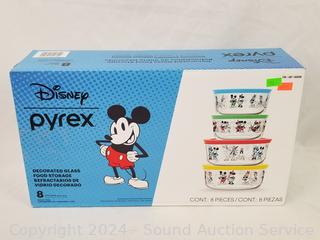 Disney
pyrex
DECORATED GLASS
FOOD STORAGE
REFRACTARIOS DE
VIDRIO DECORADO
8
CONT.: 8 PIECES / CONT.: 8 PIEZAS
pyrex
Copyright 2024 - Sound Auction Service